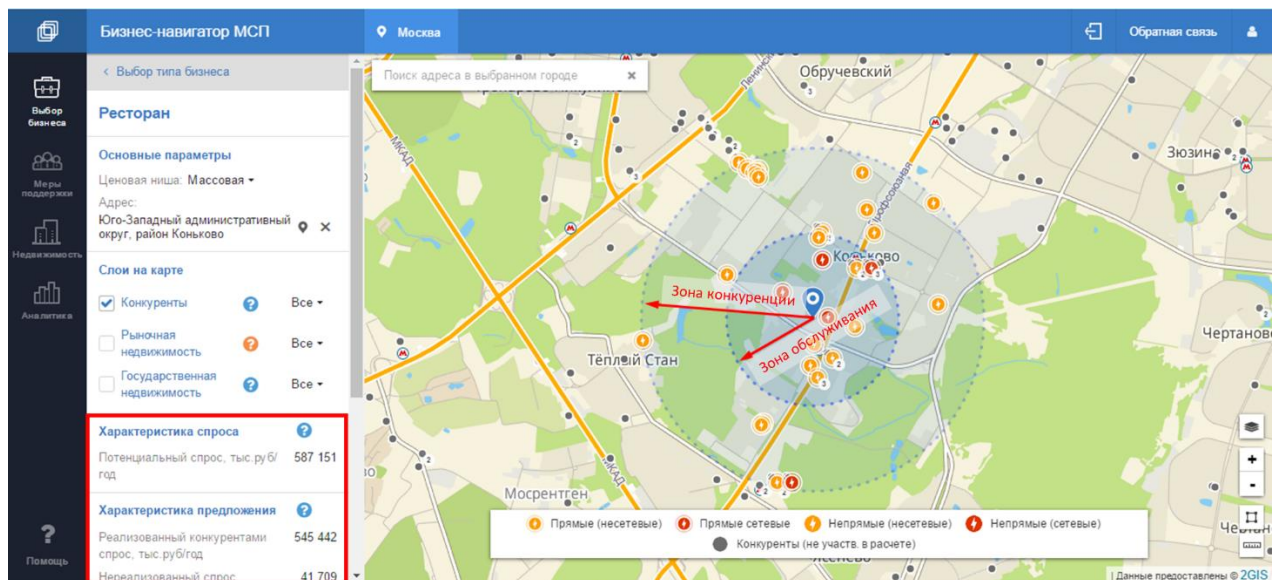 Бизнес-навигатор МСП
Москва
Обратная связь
Выбор бизнеса
Меры поддержки
Недвижимость
Аналитика
Помощь
Выбор типа бизнеса
Ресторан
Основные параметры
Ценовая ниша: Массовая
Адрес:
Юго-Западный административный
округ, район Коньково
Слои на карте
Конкуренты ? Все
Рыночная
недвижимость ? Все
Государственная
недвижимость ? Все
Характеристика спроса ?
Потенциальный спрос, тыс.руб/ 587 151
год
Характеристика предложения ?
Реализованный конкурентами 545 442
спрос, тыс.руб/год
Нереализованный спрос 41 709
Поиск адреса в выбранном городе
Обручевский
Зюзино
МКАД
Профсоюзная
Коньково
Зона конкуренции
Зона обслуживания
Тёплый Стан
Чертаново
МКАД
Мосрентген
Прямые (несетевые) Прямые сетевые Непрямые (несетевые) Непрямые (сетевые)
Конкуренты (не участв. в расчете)
Ясенево
Данные предоставлены © 2GIS